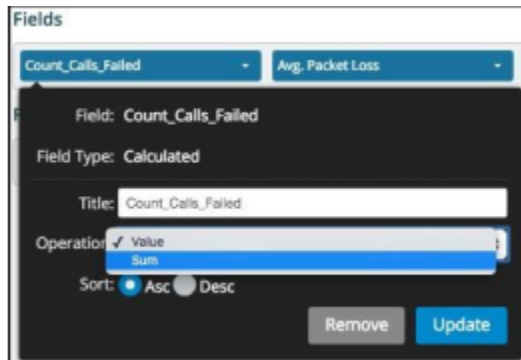 Fields
Count_Calls_Failed Avg. Packet Loss
Field: Count_Calls_Failed
Field Type: Calculated
Title: Count_Calls_Failed
Operation ✓ Value
Sum
Sort: Asc Desc
Remove Update